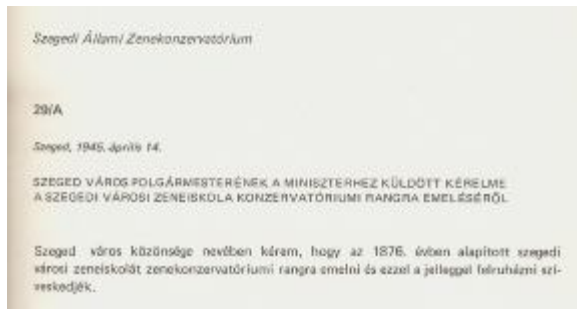 Szegedi Állami Zenekonzervatórium
29/A
Szeged, 1945. április 14.
SZEGED VÁROS POLGÁRMESTERÉNEK A MINISZTERHEZ KÜLDÖTT KÉRELME
A SZEGEDI VÁROSI ZENEISKOLA KONZERVATÓRIUMI RANGRA EMELÉSÉRŐL
Szeged város közönsége nevében kérem, hogy az 1876. évben alapított szegedi
városi zeneiskolát zenekonzervatóriumi rangra emelni és ezzel a jelleggel felruházni szí-
veskedjék.